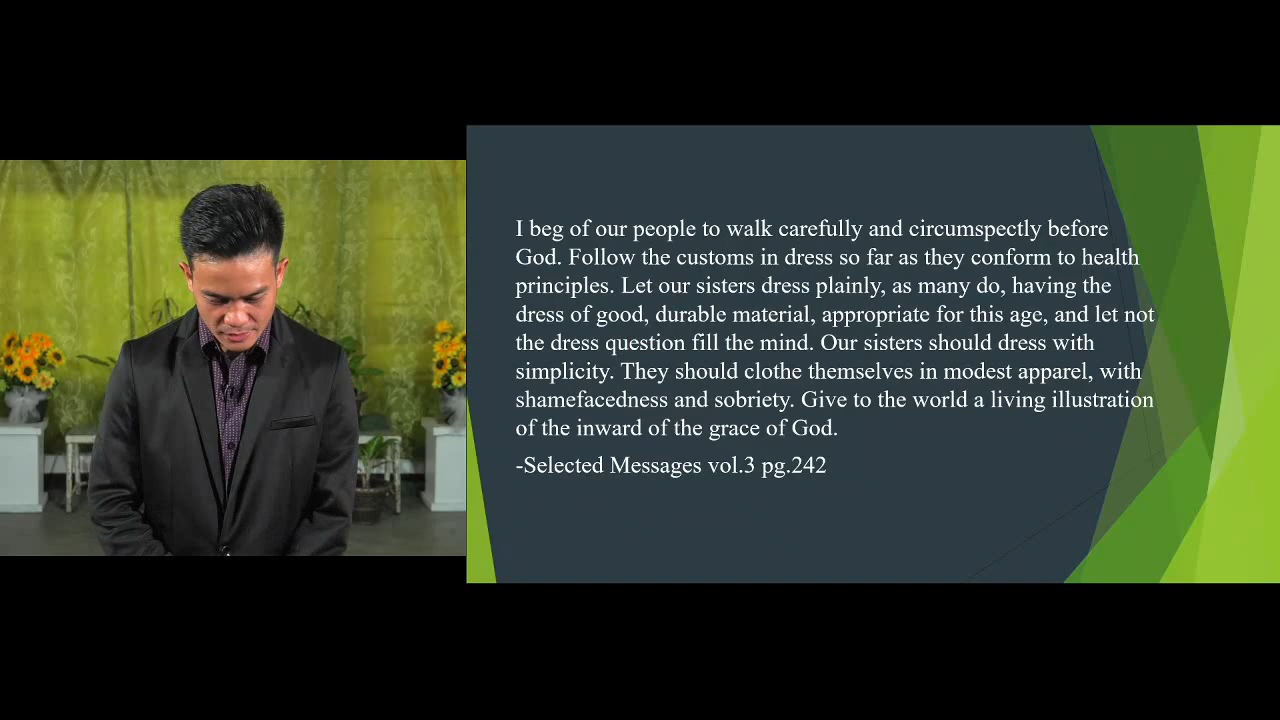 I beg of our people to walk carefully and circumspectly before
God. Follow the customs in dress so far as they conform to health
principles. Let our sisters dress plainly, as many do, having the
dress of good, durable material, appropriate for this age, and let not
the dress question fill the mind. Our sisters should dress with
simplicity. They should clothe themselves in modest apparel, with
shamefacedness and sobriety. Give to the world a living illustration
of the inward of the grace of God.
-Selected Messages vol.3 pg.242